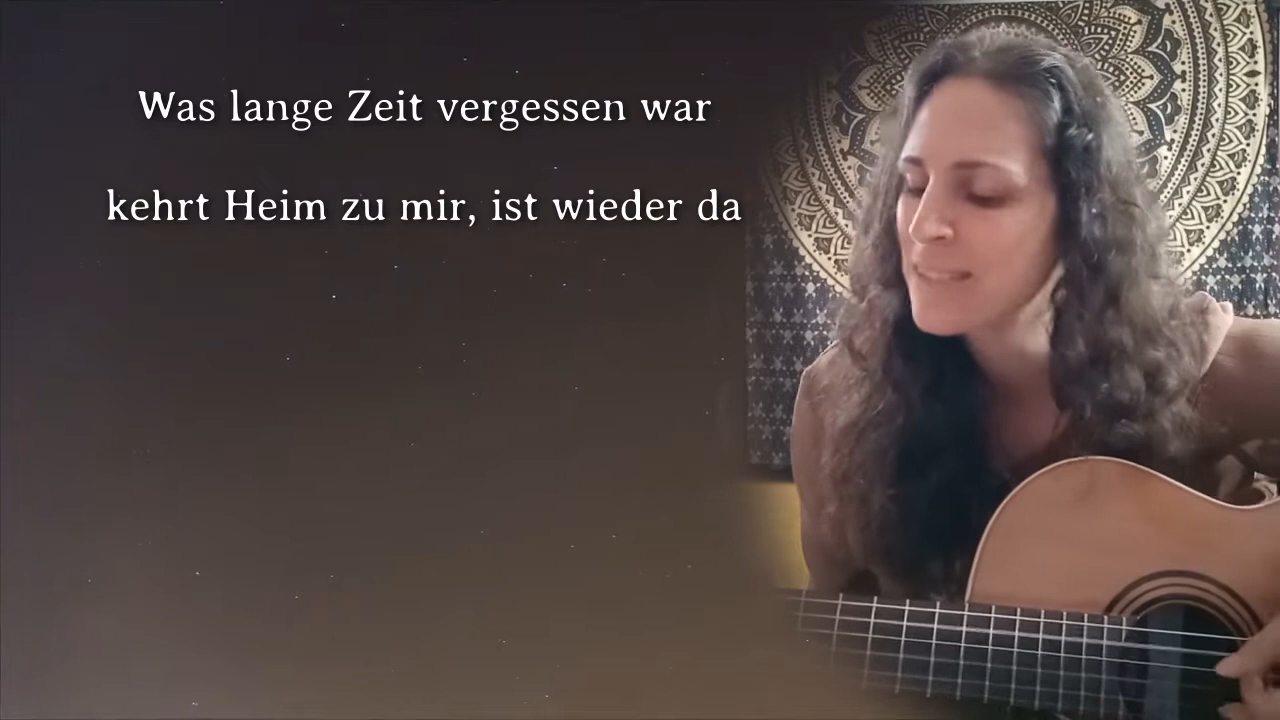 Was lange Zeit vergessen war
kehrt Heim zu mir, ist wieder da